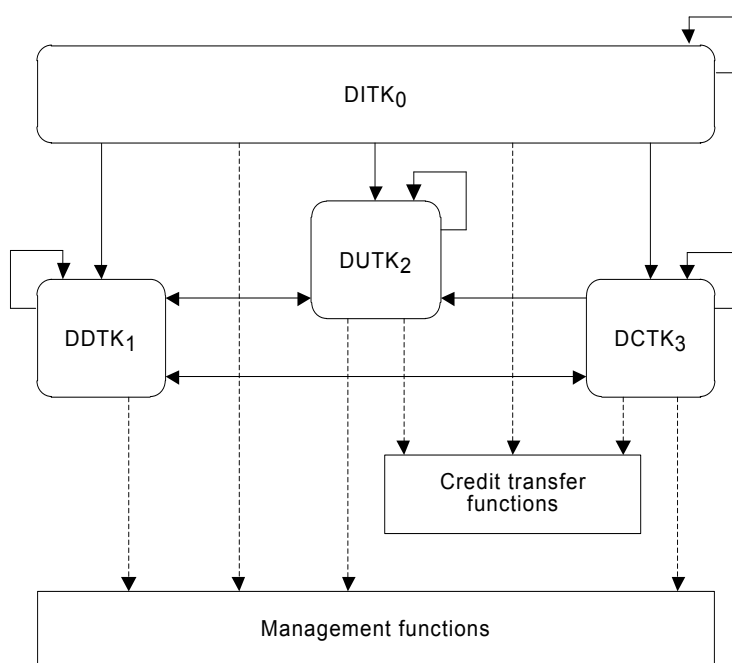 DITK0
DUTK2
DDTK1
DCTK3
Credit transfer
functions
Management functions